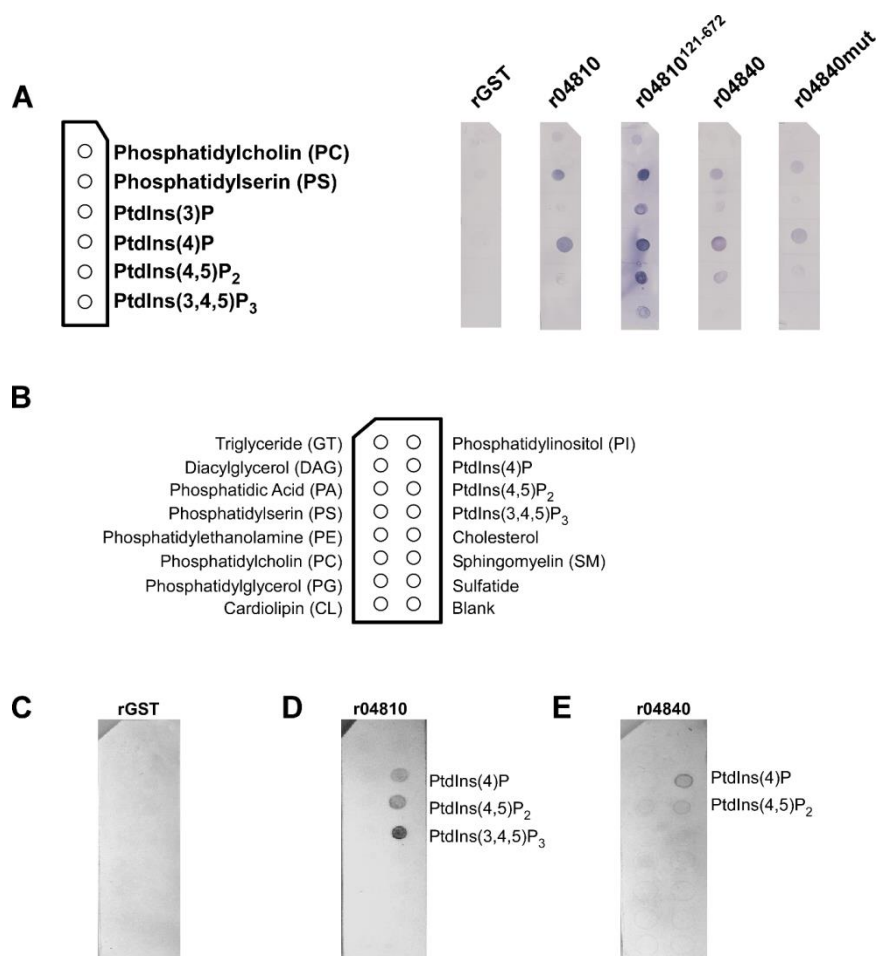 A
Phosphatidylcholin (PC)
Phosphatidylserin (PS)
PtdIns(3)P
PtdIns(4)P
PtdIns(4,5)P2
PtdIns(3,4,5)P3
rGST
r04810
r04810121-672
r04840
r04840mut
B
Triglyceride (GT)
Diacylglycerol (DAG)
Phosphatidic Acid (PA)
Phosphatidylserin (PS)
Phosphatidylethanolamine (PE)
Phosphatidylcholin (PC)
Phosphatidylglycerol (PG)
Cardiolipin (CL)
Phosphatidylinositol (PI)
PtdIns(4)P
PtdIns(4,5)P2
PtdIns(3,4,5)P3
Cholesterol
Sphingomyelin (SM)
Sulfatide
Blank
C
rGST
D
r04810
PtdIns(4)P
PtdIns(4,5)P2
PtdIns(3,4,5)P3
E
r04840
PtdIns(4)P
PtdIns(4,5)P2